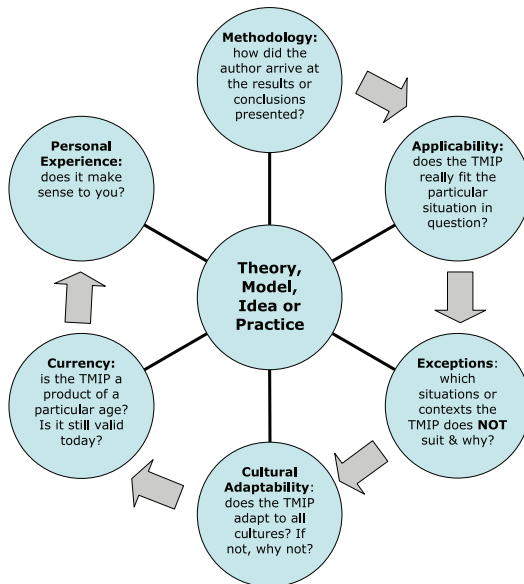 Methodology:
how did the
author arrive at
the results or
conclusions
presented?
Applicability:
does the TMIP
really fit the
particular
situation in
question?
Exceptions:
which
situations or
contexts the
TMIP does NOT
suit & why?
Cultural
Adaptability:
does the TMIP
adapt to all
cultures? If
not, why not?
Currency:
is the TMIP a
product of a
particular age?
Is it still valid
today?
Personal
Experience:
does it make
sense to you?
Theory,
Model,
Idea or
Practice